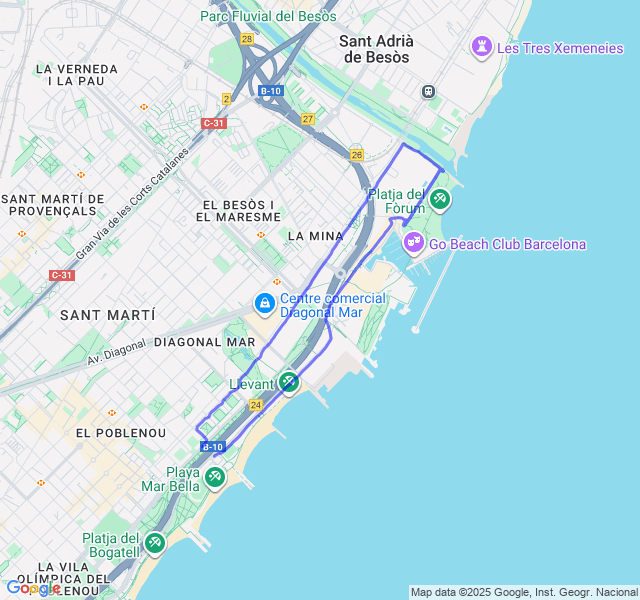 Parc Fluvial del Besòs
28
Sant Adrià
de Besòs
Les Tres Xemeneies
LA VERNEDA
I LA PAU
B-10
2
C-31
27
26
Gran Via de les Corts Catalanes
SANT MARTÍ DE
PROVENÇALS
EL BESÒS I
EL MARESME
Platja del
Fòrum
LA MINA
Go Beach Club Barcelona
C-31
SANT MARTÍ
Centre comercial
Diagonal Mar
Av. Diagonal
DIAGONAL MAR
Llevant
24
EL POBLENOU
B-10
Playa
Mar Bella
Platja del
Bogatell
LA VILA
OLÍMPICA DEL
POBLENOU
Google
Map data ©2025 Google, Inst. Geogr. Nacional